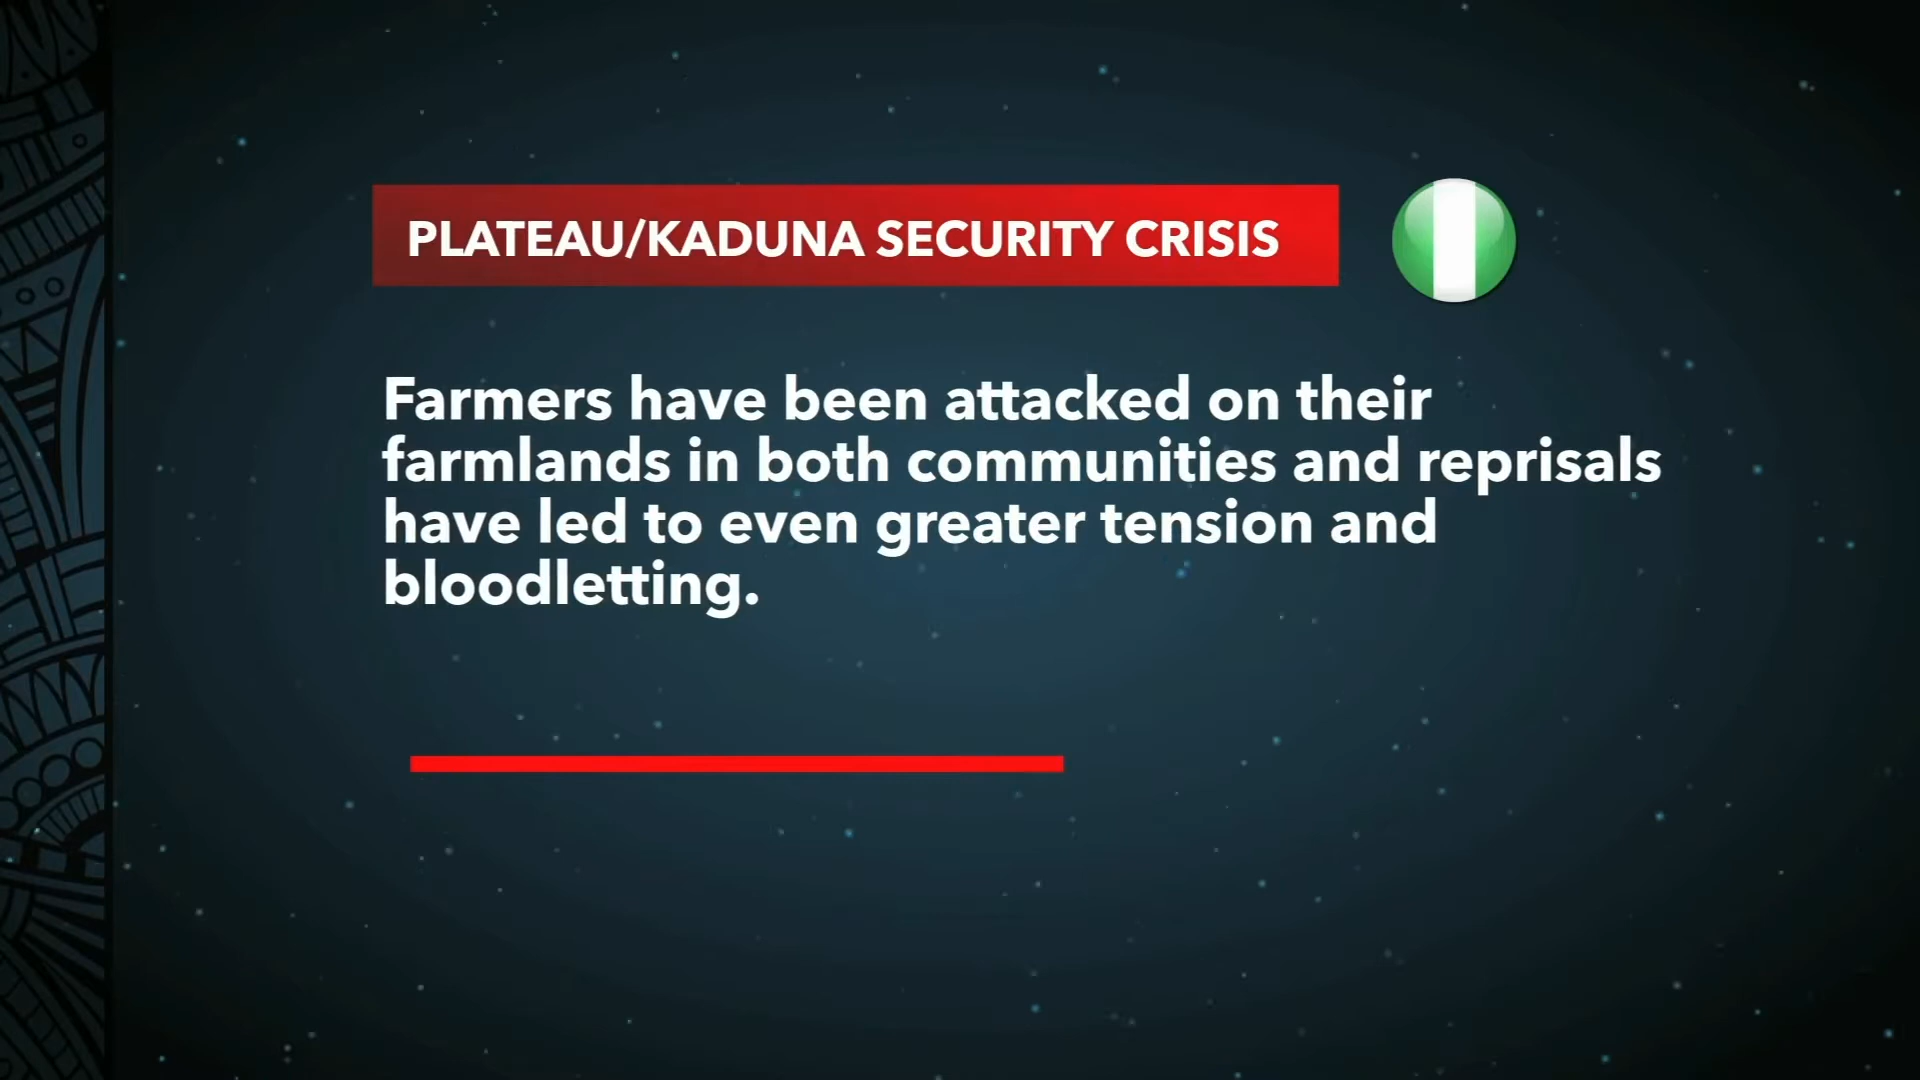 PLATEAU/KADUNA SECURITY CRISIS
Farmers have been attacked on their
farmlands in both communities and reprisals
have led to even greater tension and
bloodletting.